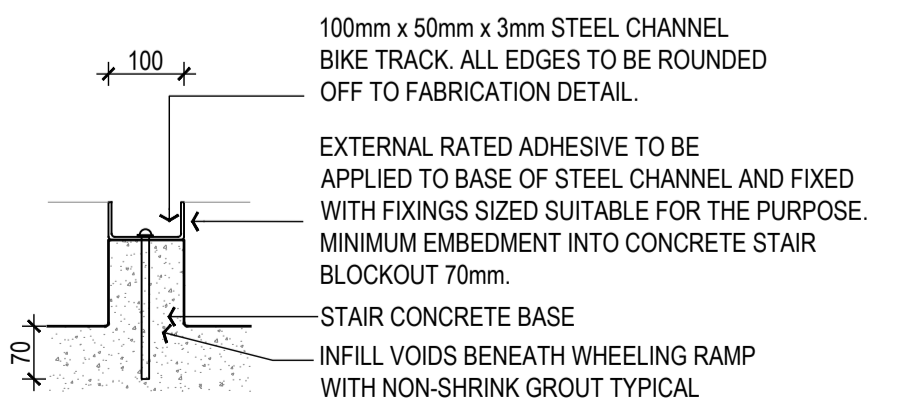 100mm x 50mm x 3mm STEEL CHANNEL
BIKE TRACK. ALL EDGES TO BE ROUNDED
OFF TO FABRICATION DETAIL.
100
EXTERNAL RATED ADHESIVE TO BE
APPLIED TO BASE OF STEEL CHANNEL AND FIXED
WITH FIXINGS SIZED SUITABLE FOR THE PURPOSE.
MINIMUM EMBEDMENT INTO CONCRETE STAIR
BLOCKOUT 70mm.
STAIR CONCRETE BASE
70
INFILL VOIDS BENEATH WHEELING RAMP
WITH NON-SHRINK GROUT TYPICAL